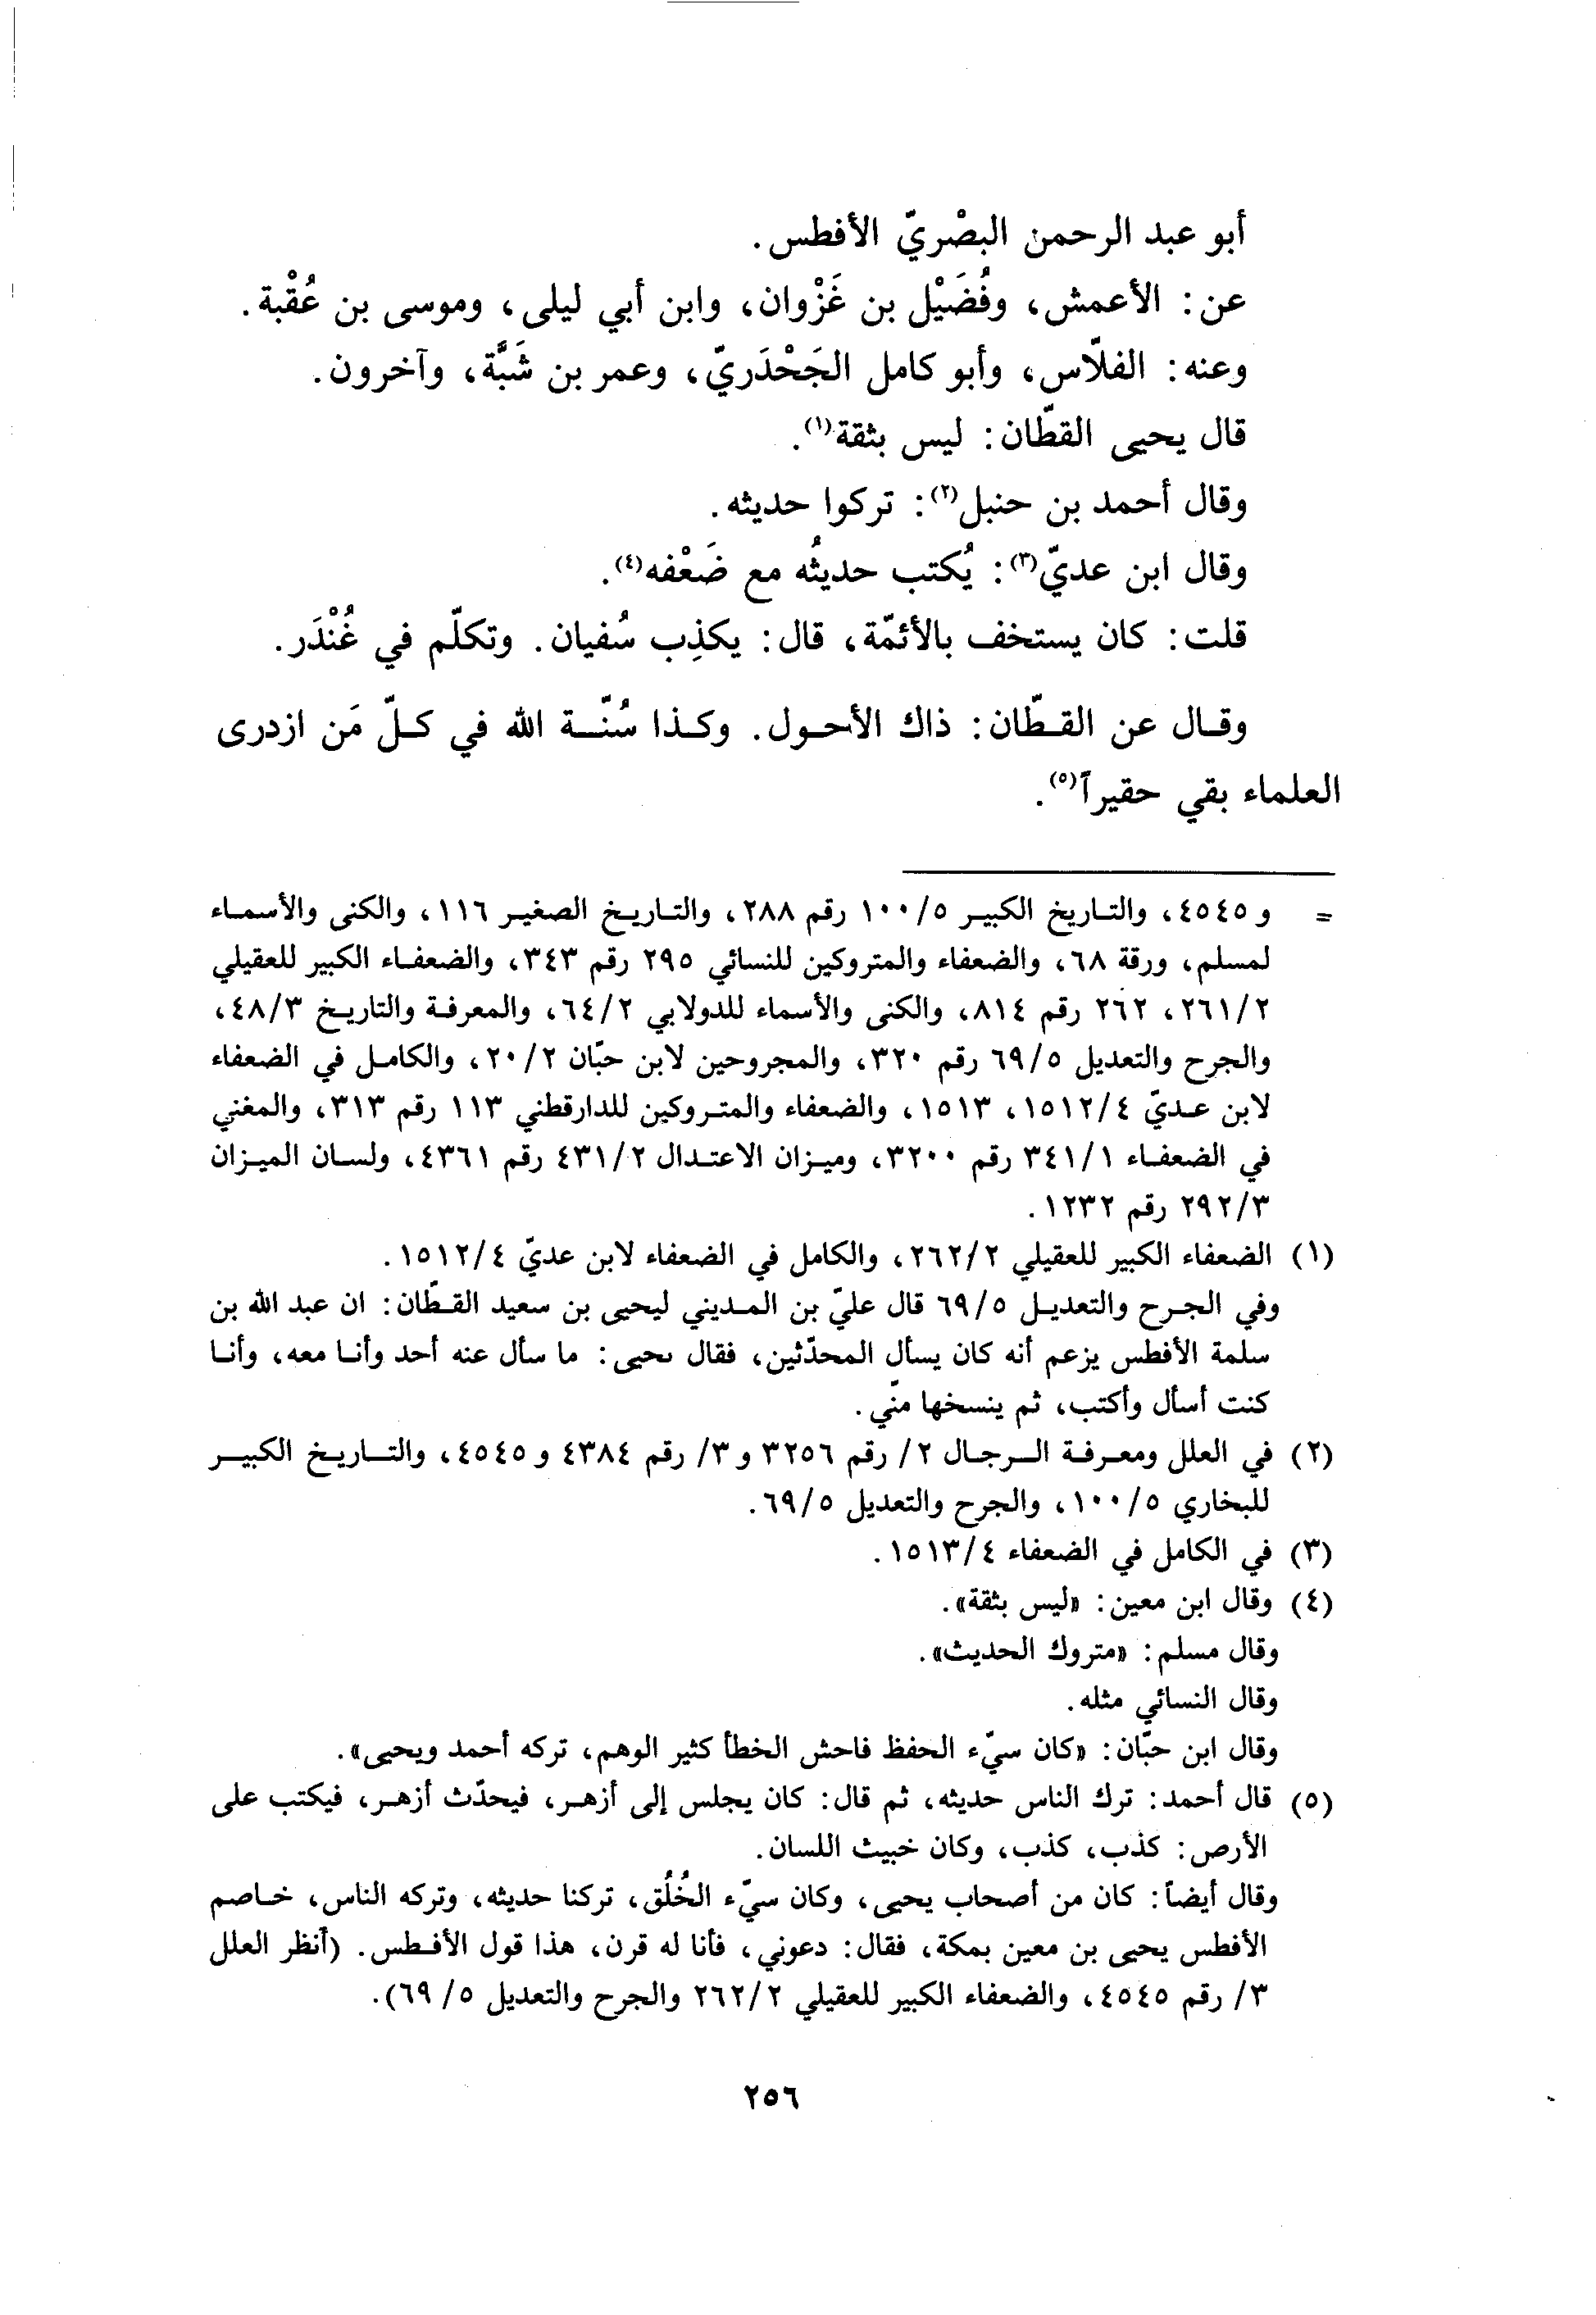 أبو عبد الرحمن البصْريّ الأفطس.
عن: الأعمش، وفُضَيْل بن غَزْوان، وابن أبي ليلى، وموسى بن عُقْبة.
وعنه: الفلّاس، وأبو كامل الجَحْدَريّ، وعمر بن شَبَّة، وآخرون.
قال يحيى القطّان: ليس بثقة(١).
وقال أحمد بن حنبل(٢): تركوا حديثه.
وقال ابن عديّ(٣): يُكتب حديثُه مع ضَعْفه(٤).
قلت: كان يستخف بالأئمّة، قال: يكذِب سُفيان. وتكلّم في غُنْدَر.
وقال عن القطّان: ذاك الأحول. وكذا سُنّة الله في كلّ مَن ازدرى
العلماء بقي حقيراً(٥).
= و ٤٥٤٥، والتاريخ الكبير ٥/١٠٠ رقم ٢٨٨، والتاريخ الصغير ١١٦، والكنى والأسماء
لمسلم، ورقة ٦٨، والضعفاء والمتروكين للنسائي ٢٩٥ رقم ٣٤٣، والضعفاء الكبير للعقيلي
٢/٢٦١، ٢٦٢ رقم ٨١٤، والكنى والأسماء للدولابي ٢/٦٤، والمعرفة والتاريخ ٣/٤٨،
والجرح والتعديل ٥/٦٩ رقم ٣٢٠، والمجروحين لابن حبّان ٢/٢٠، والكامل في الضعفاء
لابن عديّ ٤/١٥١٢، ١٥١٣، والضعفاء والمتروكين للدارقطني ١١٣ رقم ٣١٣، والمغني
في الضعفاء ١/٣٤١ رقم ٣٢٠٠، وميزان الاعتدال ٢/٤٣١ رقم ٤٣٦١، ولسان الميزان
٣/٢٩٢ رقم ١٢٣٢.
(١) الضعفاء الكبير للعقيلي ٢/٢٦٢، والكامل في الضعفاء لابن عديّ ٤/١٥١٢.
وفي الجرح والتعديل ٥/٦٩ قال عليّ بن المديني ليحيى بن سعيد القطّان: ان عبد الله بن
سلمة الأفطس يزعم أنه كان يسأل المحدّثين، فقال يحيى: ما سأل عنه أحد وأنا معه، وأنا
كنت أسأل وأكتب، ثم ينسخها منّي.
(٢) في العلل ومعرفة الرجال ٢/ رقم ٣٢٥٦ و ٣/ رقم ٤٣٨٤ و ٤٥٤٥، والتاريخ الكبير
للبخاري ٥/١٠٠، والجرح والتعديل ٥/٦٩.
(٣) في الكامل في الضعفاء ٤/١٥١٣.
(٤) وقال ابن معين: «ليس بثقة».
وقال مسلم: «متروك الحديث».
وقال النسائي مثله.
وقال ابن حبّان: «كان سيّء الحفظ فاحش الخطأ كثير الوهم، تركه أحمد ويحيى».
(٥) قال أحمد: ترك الناس حديثه، ثم قال: كان يجلس إلى أزهر، فيحدّث أزهر، فيكتب على
الأرص: كذب، كذب، وكان خبيث اللسان.
وقال أيضاً: كان من أصحاب يحيى، وكان سيّء الخُلُق، تركنا حديثه، وتركه الناس، خاصم
الأفطس يحيى بن معين بمكة، فقال: دعوني، فأنا له قرن، هذا قول الأفطس. (أنظر العلل
٣/ رقم ٤٥٤٥، والضعفاء الكبير للعقيلي ٢/٢٦٢ والجرح والتعديل ٥/ ٦٩).
٢٥٦